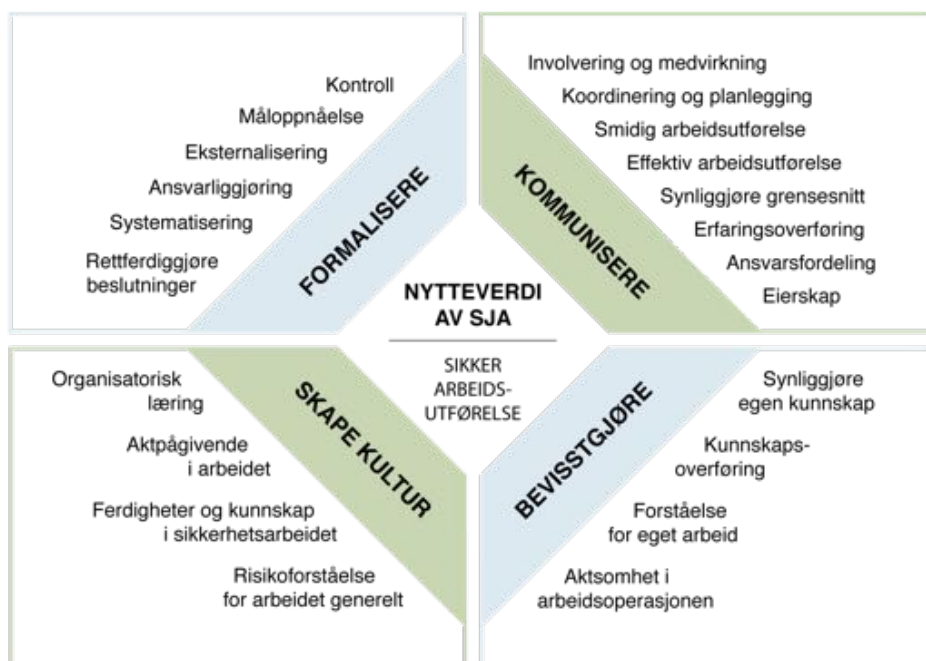 Kontroll
Måloppnåelse
Eksternalisering
Ansvarliggjøring
Systematisering
Rettferdiggjøre
beslutninger
FORMALISERE
Involvering og medvirkning
Koordinering og planlegging
Smidig arbeidsutførelse
Effektiv arbeidsutførelse
Synliggjøre grensesnitt
Erfaringsoverføring
Ansvarsfordeling
Eierskap
KOMMUNISERE
NYTTEVERDI
AV SJA
SIKKER
ARBEIDS-
UTFØRELSE
Organisatorisk
læring
Aktpågivende
i arbeidet
Ferdigheter og kunnskap
i sikkerhetsarbeidet
Risikoforståelse
for arbeidet generelt
SKAPE KULTUR
BEVISSTGJØRE
Synliggjøre
egen kunnskap
Kunnskaps-
overføring
Forståelse
for eget arbeid
Aktsomhet i
arbeidsoperasjonen